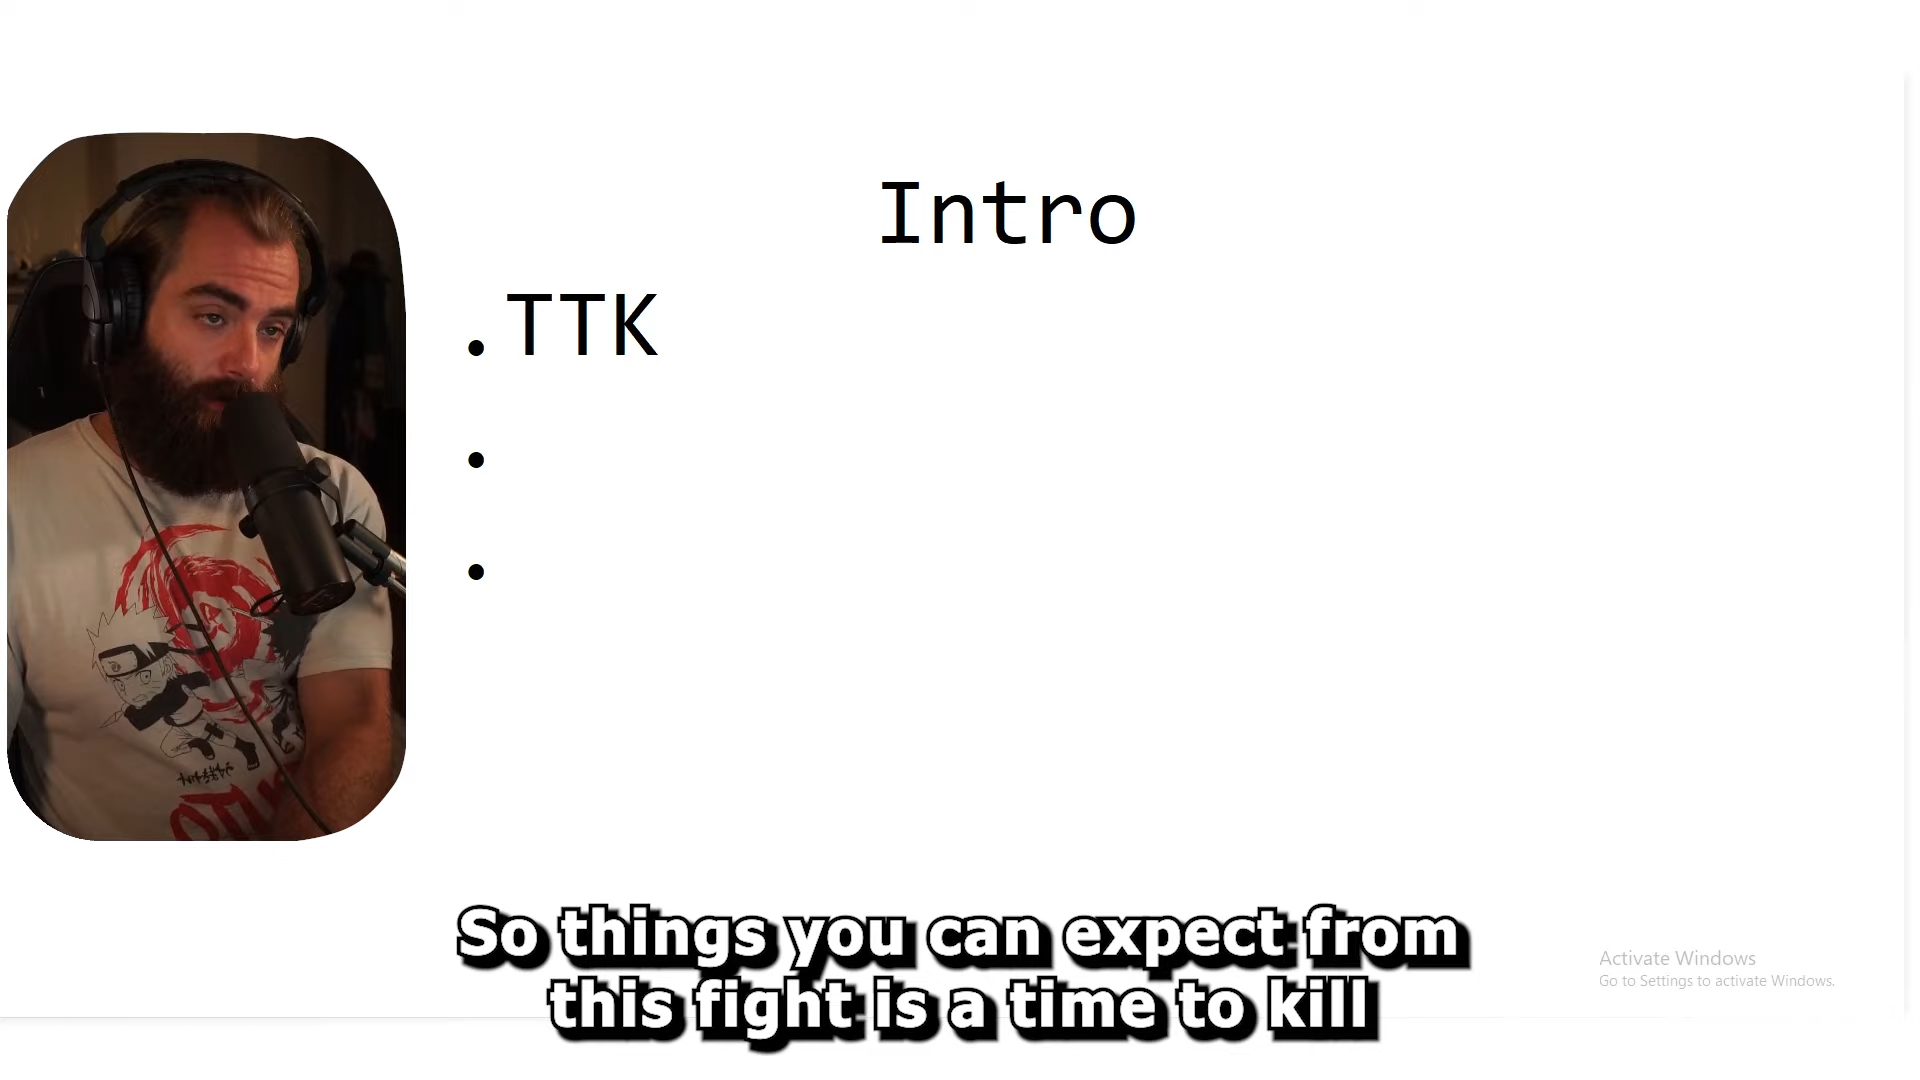 Intro
• TTK
•
•
So things you can expect from
this fight is a time to kill
Activate Windows
Go to Settings to activate Windows.